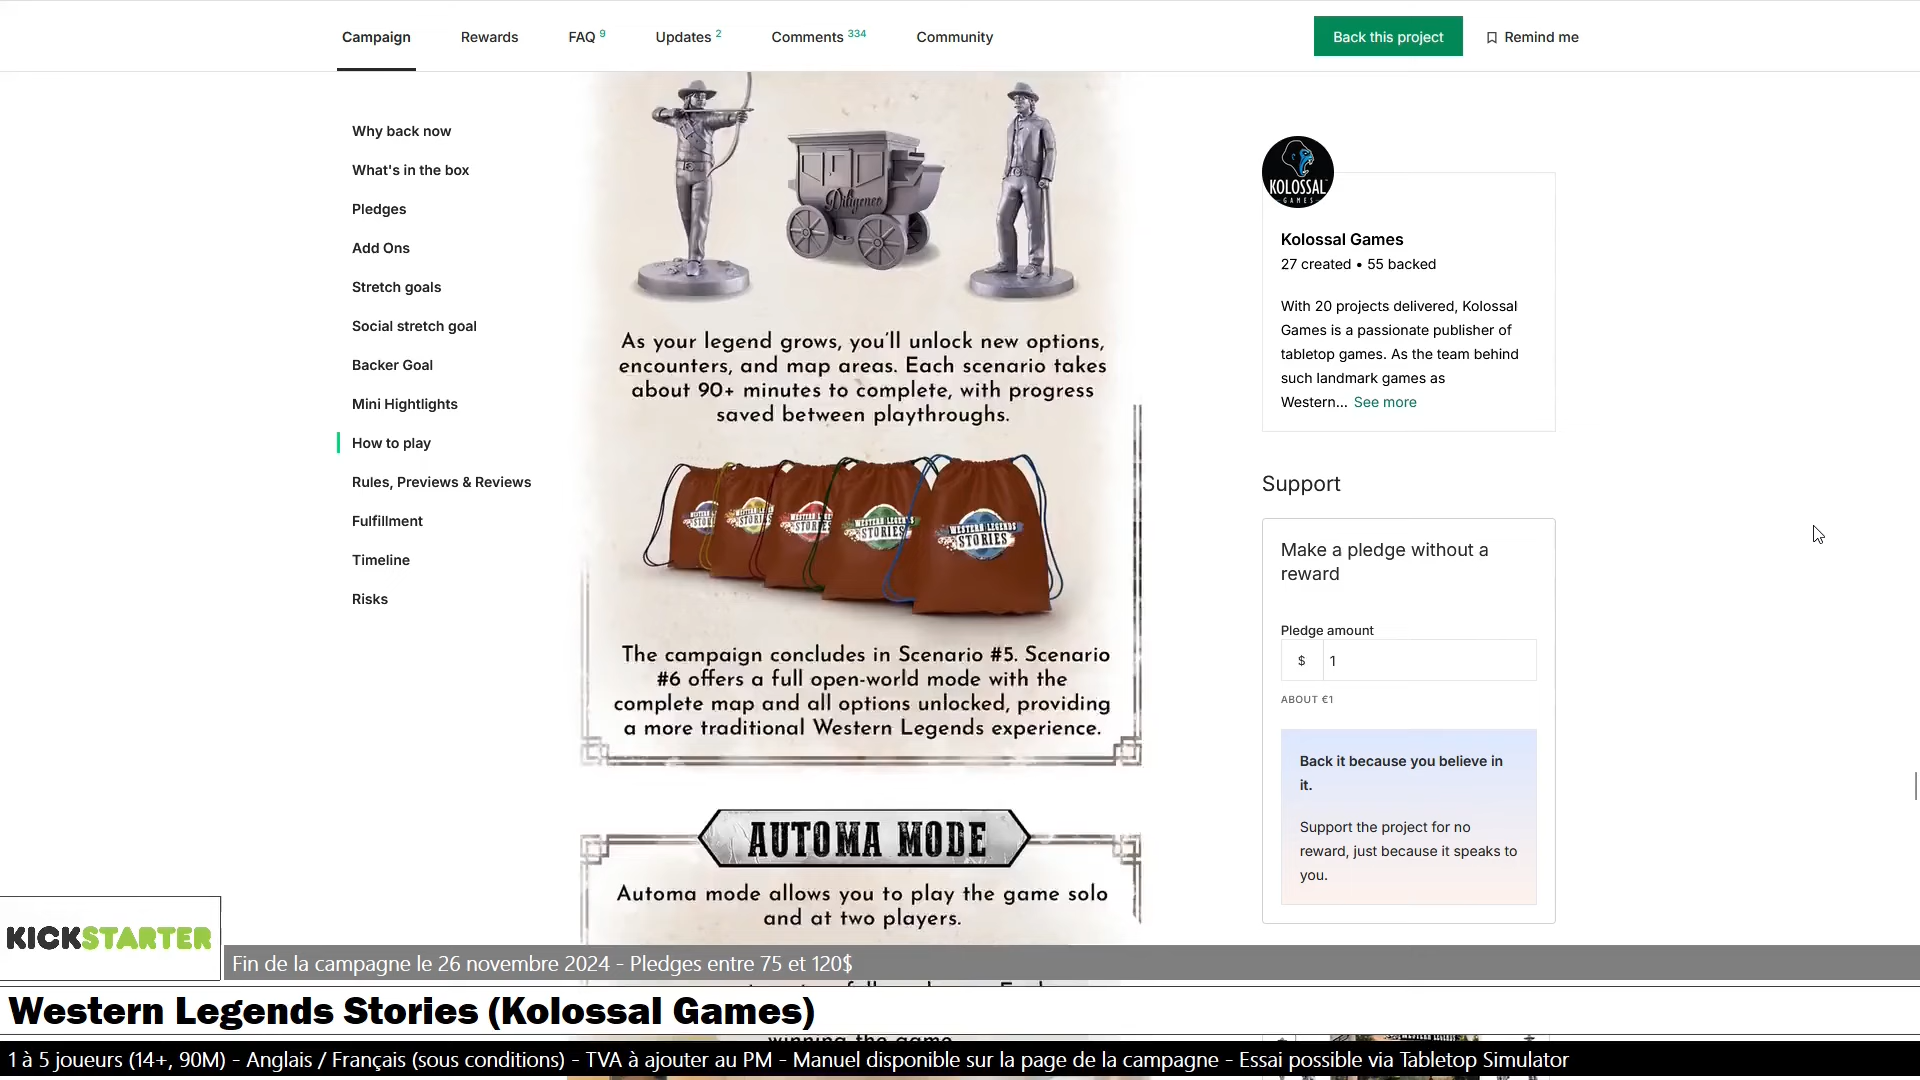 Campaign
Rewards
FAQ 9
Updates 2
Comments 334
Community
Back this project
Remind me
Why back now
What's in the box
Pledges
Add Ons
Stretch goals
Social stretch goal
Backer Goal
Mini Hightlights
How to play
Rules, Previews & Reviews
Fulfillment
Timeline
Risks
Diligence
As your legend grows, you'll unlock new options,
encounters, and map areas. Each scenario takes
about 90+ minutes to complete, with progress
saved between playthroughs.
WESTERN LEGENDS
STORIES
WESTERN LEGENDS
STORIES
The campaign concludes in Scenario #5. Scenario
#6 offers a full open-world mode with the
complete map and all options unlocked, providing
a more traditional Western Legends experience.
AUTOMA MODE
Automa mode allows you to play the game solo
and at two players.
winning the game
KOLOSSAL
GAMES
Kolossal Games
27 created • 55 backed
With 20 projects delivered, Kolossal
Games is a passionate publisher of
tabletop games. As the team behind
such landmark games as
Western... See more
Support
Make a pledge without a
reward
Pledge amount
$ 1
ABOUT €1
Back it because you believe in
it.
Support the project for no
reward, just because it speaks to
you.
KICKSTARTER
Fin de la campagne le 26 novembre 2024 - Pledges entre 75 et 120$
Western Legends Stories (Kolossal Games)
1 à 5 joueurs (14+, 90M) - Anglais / Français (sous conditions) - TVA à ajouter au PM - Manuel disponible sur la page de la campagne - Essai possible via Tabletop Simulator